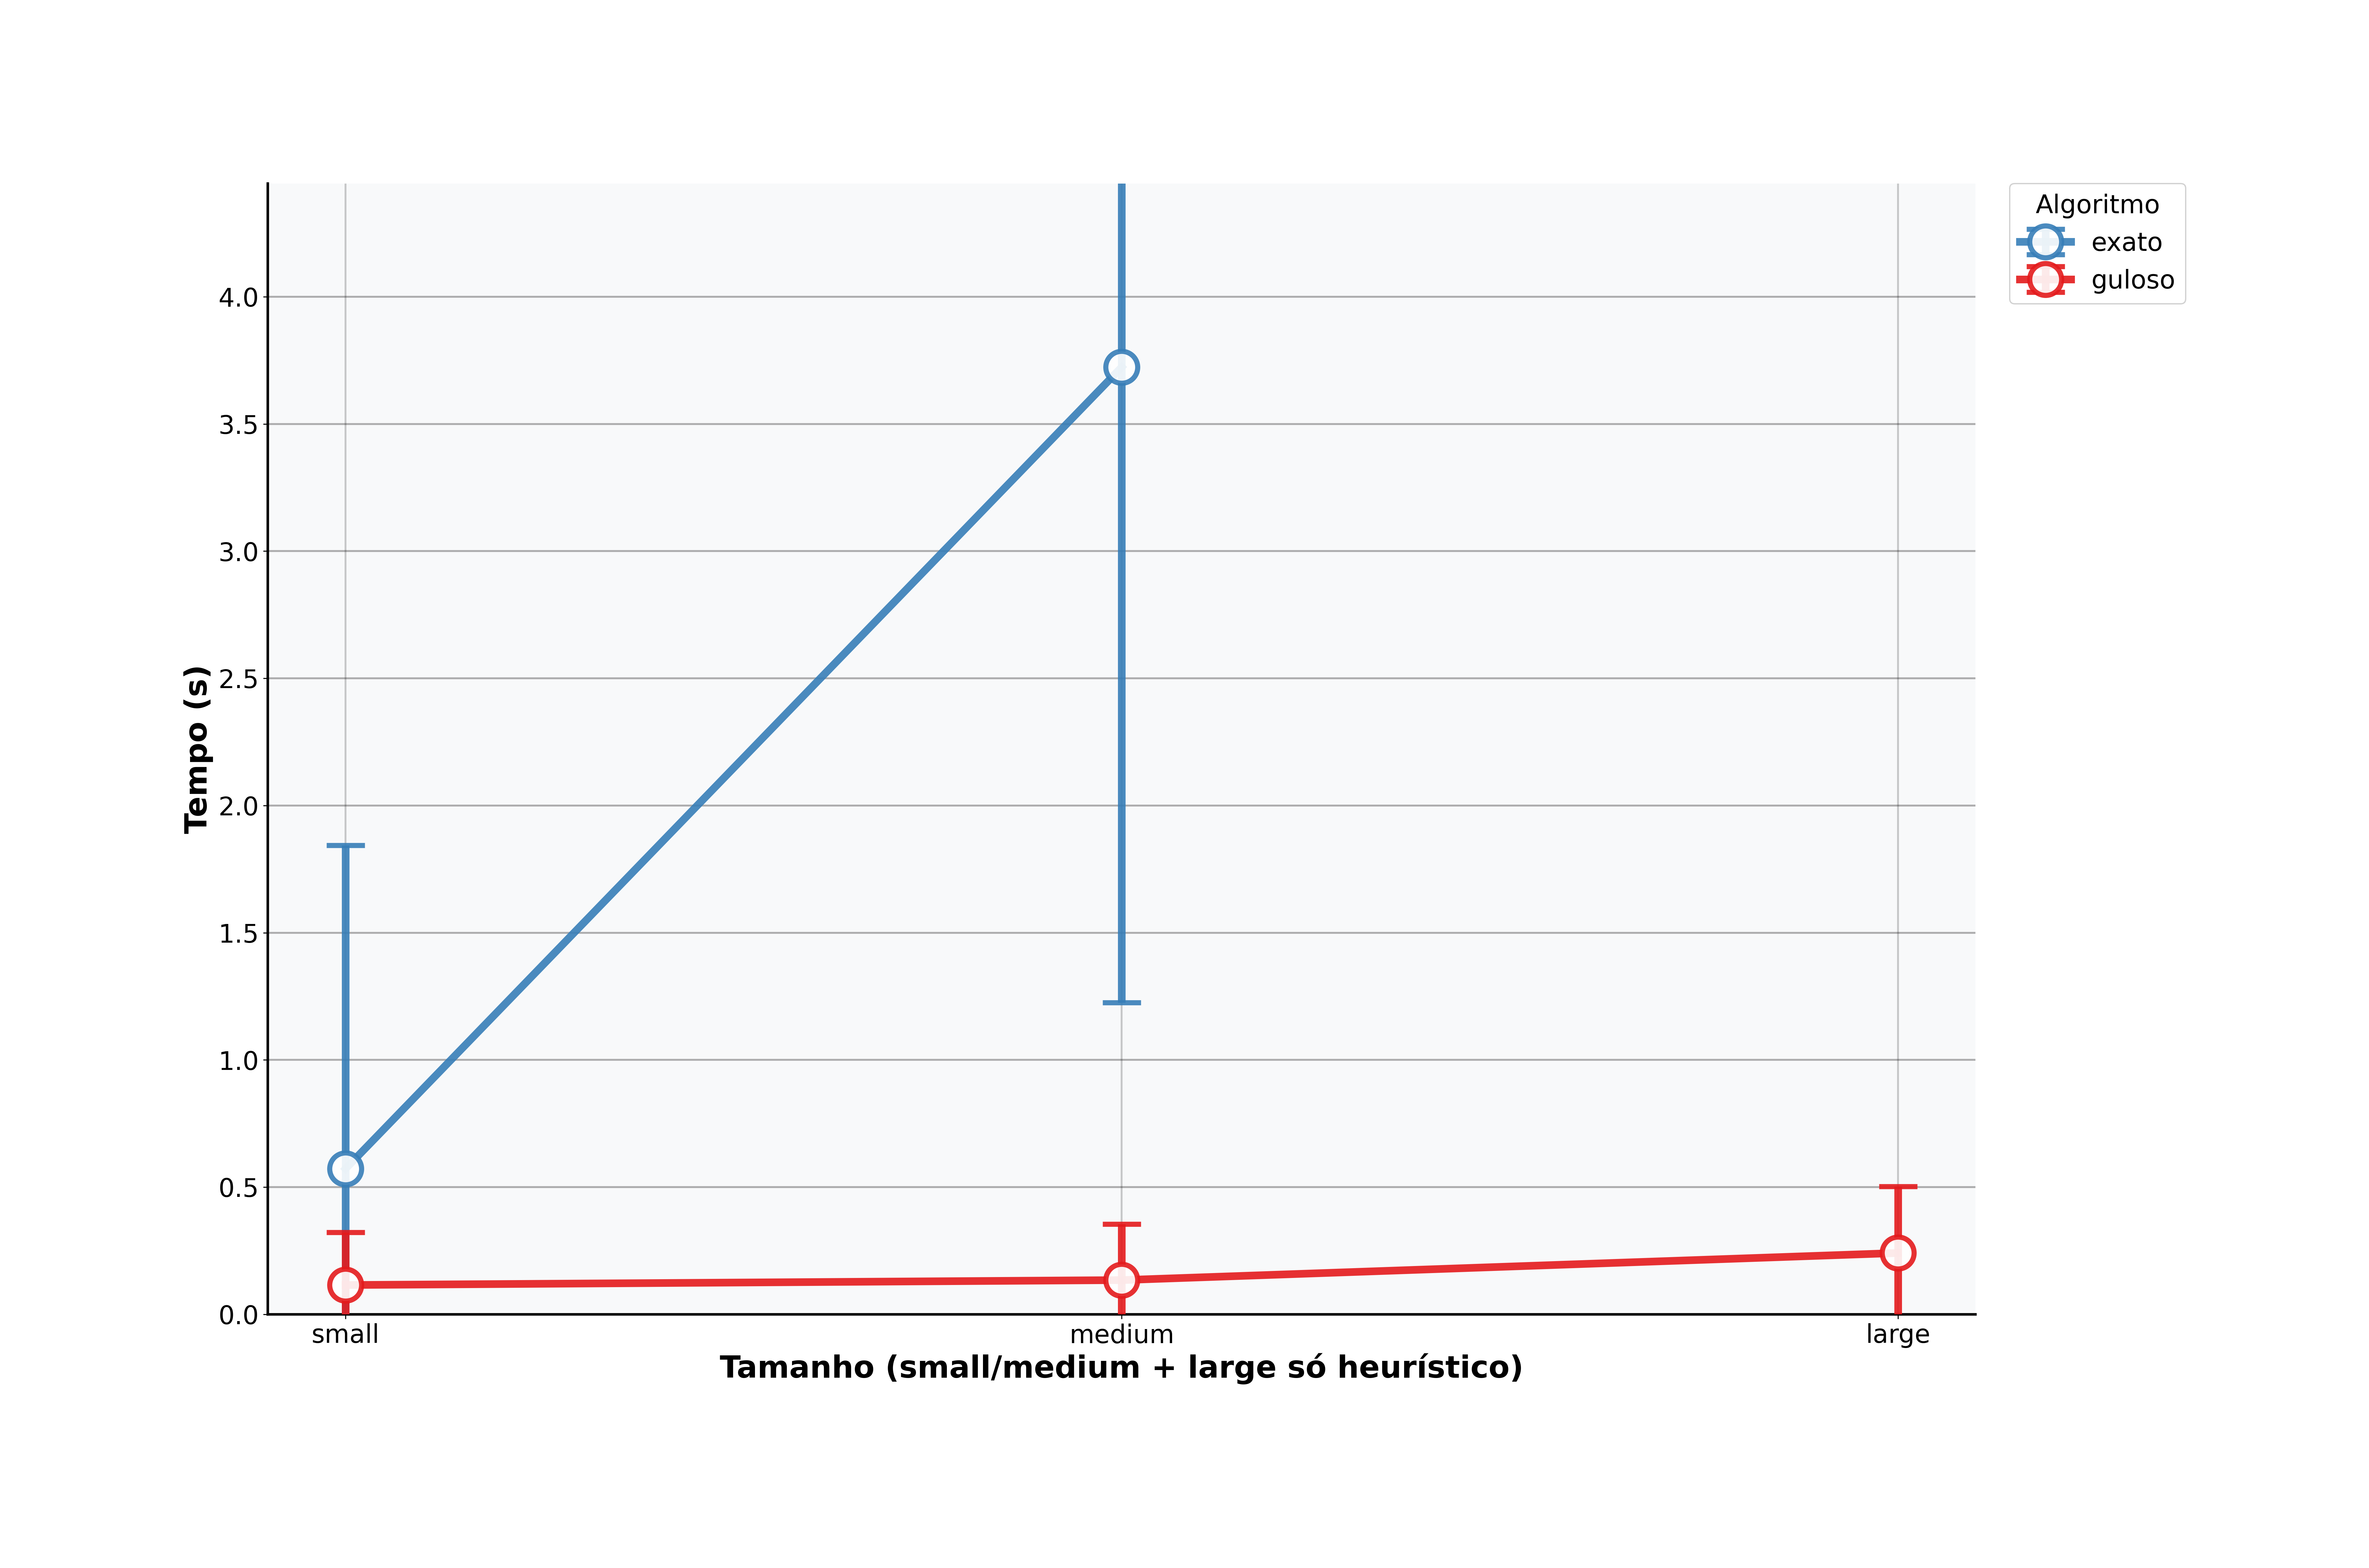 Algoritmo
exato
guloso
4.0
3.5
3.0
2.5
2.0
1.5
1.0
0.5
0.0
Tempo (s)
small
medium
large
Tamanho (small/medium + large só heurístico)